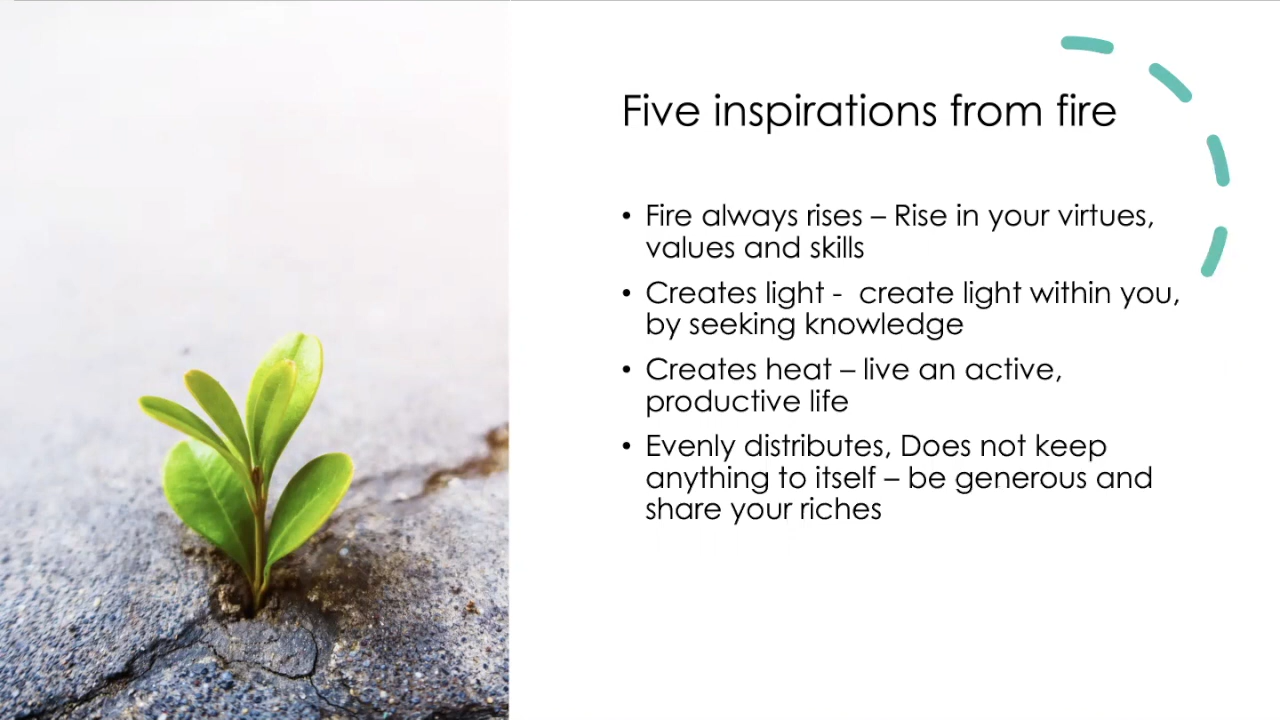 Five inspirations from fire
• Fire always rises – Rise in your virtues,
values and skills
• Creates light -  create light within you,
by seeking knowledge
• Creates heat – live an active,
productive life
• Evenly distributes, Does not keep
anything to itself – be generous and
share your riches